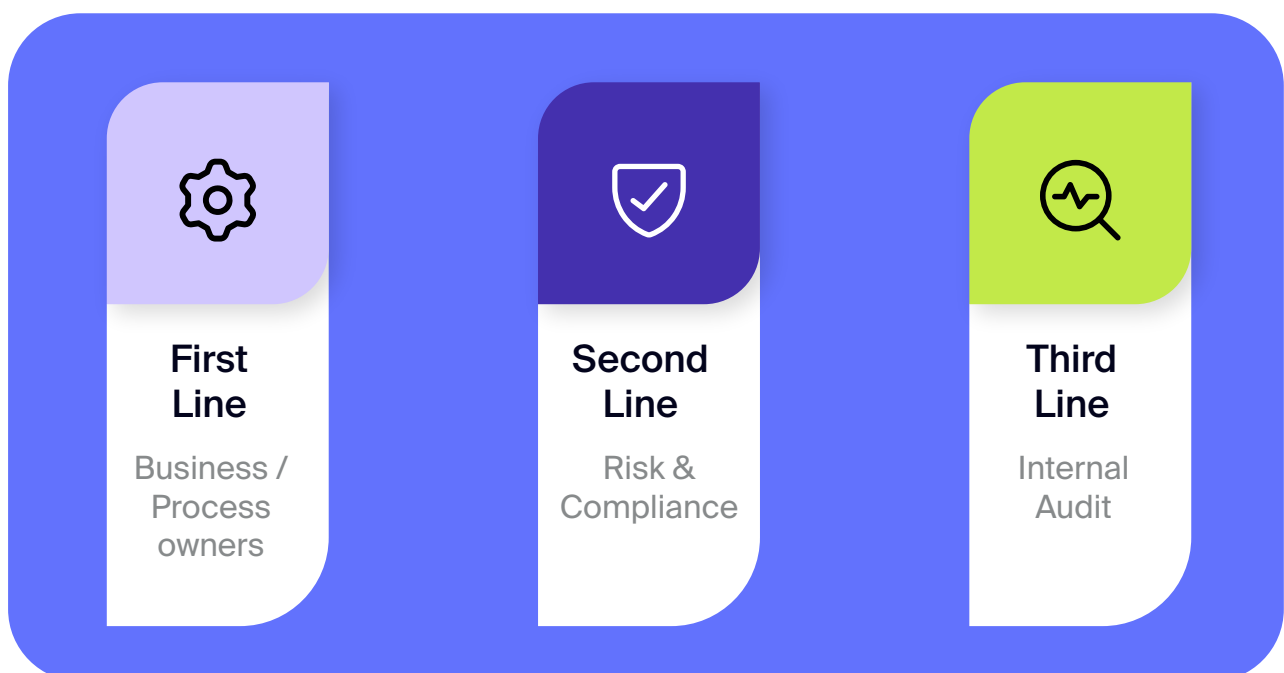 First
Line
Business /
Process
owners
Second
Line
Risk &
Compliance
Third
Line
Internal
Audit